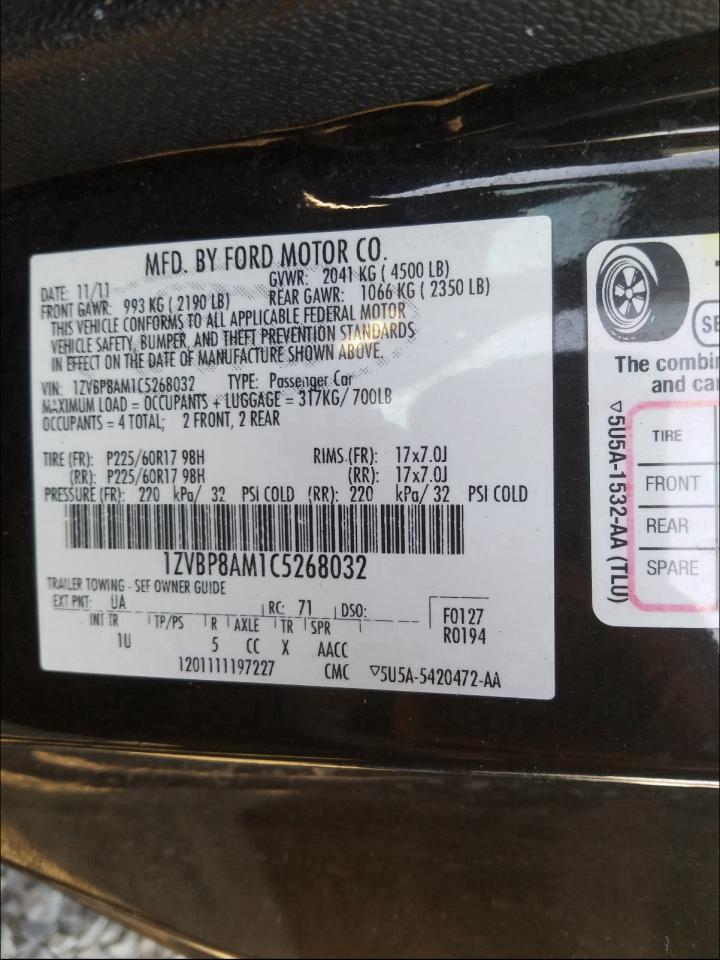 MFD. BY FORD MOTOR CO.
DATE: 11/11 GVWR: 2041 KG ( 4500 LB)
FRONT GAWR: 993 KG ( 2190 LB) REAR GAWR: 1066 KG ( 2350 LB)
THIS VEHICLE CONFORMS TO ALL APPLICABLE FEDERAL MOTOR
VEHICLE SAFETY, BUMPER, AND THEFT PREVENTION STANDARDS
IN EFFECT ON THE DATE OF MANUFACTURE SHOWN ABOVE.
VIN: 1ZVBP8AM1C5268032 TYPE: Passenger Car
MAXIMUM LOAD = OCCUPANTS + LUGGAGE = 317KG/ 700LB
OCCUPANTS = 4 TOTAL; 2 FRONT, 2 REAR
TIRE (FR): P225/60R17 98H RIMS (FR): 17x7.0J
(RR): P225/60R17 98H (RR): 17x7.0J
PRESSURE (FR): 220 kPa/ 32 PSI COLD (RR): 220 kPa/ 32 PSI COLD
1ZVBP8AM1C5268032
TRAILER TOWING - SEE OWNER GUIDE
EXT PNT: UA RC: 71 DSO:
F0127
R0194
INT TR TP/PS R AXLE TR SPR
1U 5 CC X AACC
1201111197227 CMC ▽5U5A-5420472-AA
The combin
and ca
TIRE
FRONT
REAR
SPARE
▽5U5A-1532-AA (TLU)